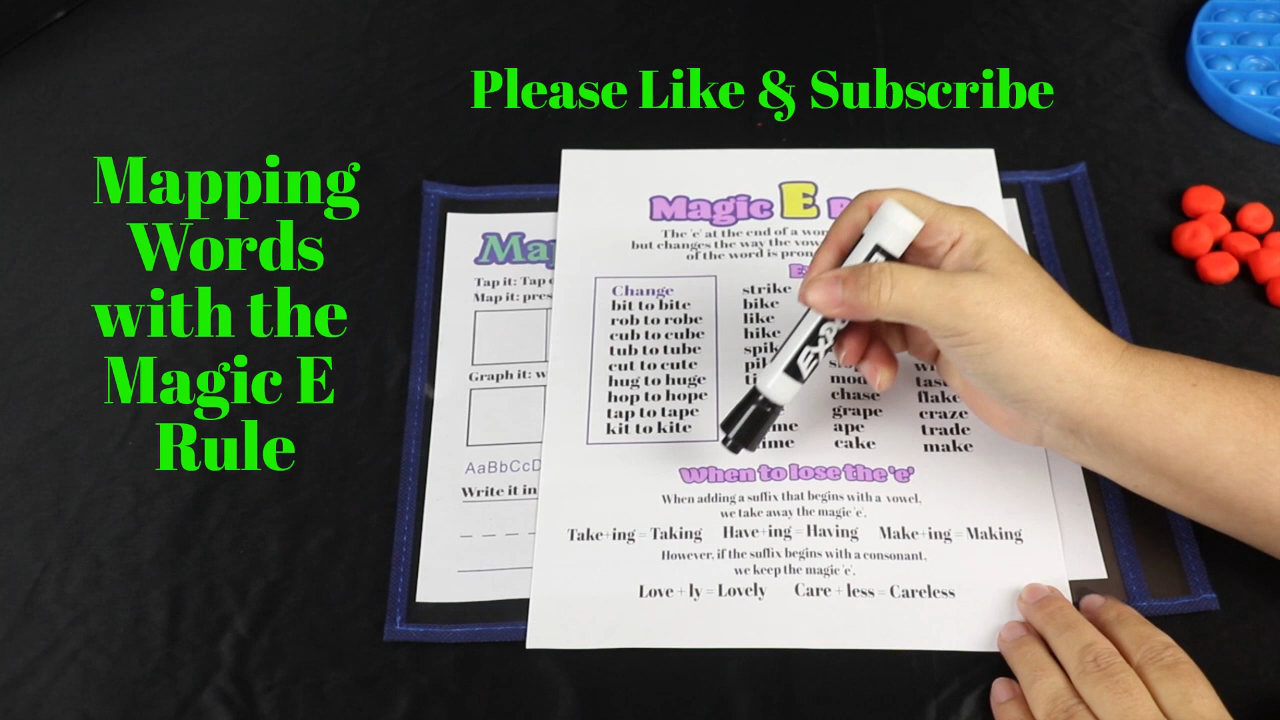 Please Like & Subscribe
Mapping
Words
with the
Magic E
Rule
Magic E
The 'e' at the end of a
but changes the way the
of the word is
Change
bit to bite
rob to robe
cub to cube
tub to tube
cut to cute
hug to huge
hop to hope
tap to tape
kit to kite
strike
bike
like
hike
chase
grape
ape
cake
flake
craze
trade
make
When to lose the 'e'
When adding a suffix that begins with a vowel,
we take away the magic 'e'.
Take+ing = Taking Have+ing = Having Make+ing = Making
However, if the suffix begins with a consonant,
we keep the magic 'e'.
Love + ly = Lovely Care + less = Careless
Tap it: Tap
Map it:
Graph it:
AaBbCcD
Write it in
Expo